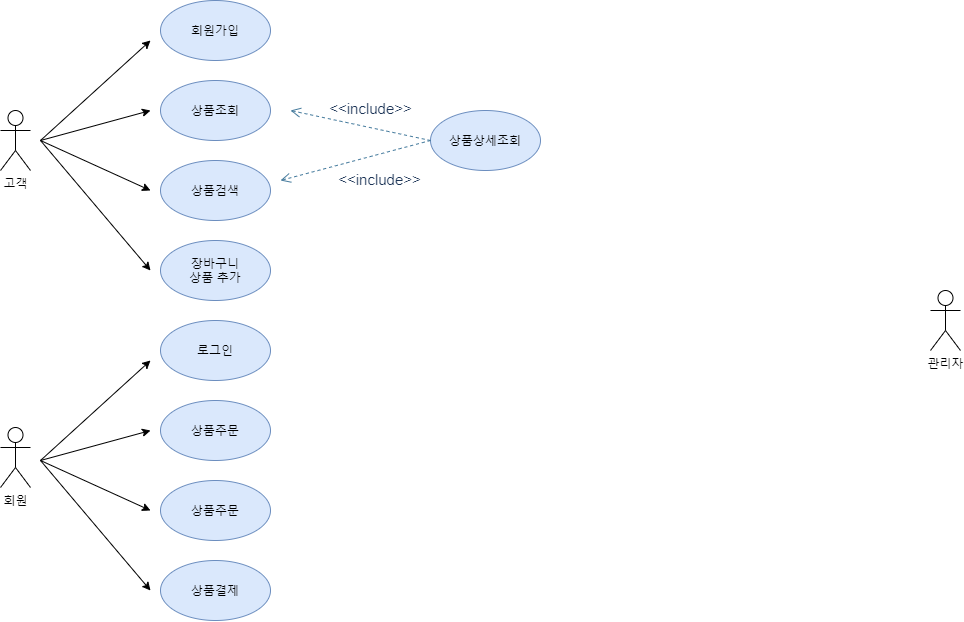 회원가입
상품조회
<<include>>
상품상세조회
고객
<<include>>
상품검색
장바구니
상품 추가
로그인
관리자
상품주문
회원
상품주문
상품결제